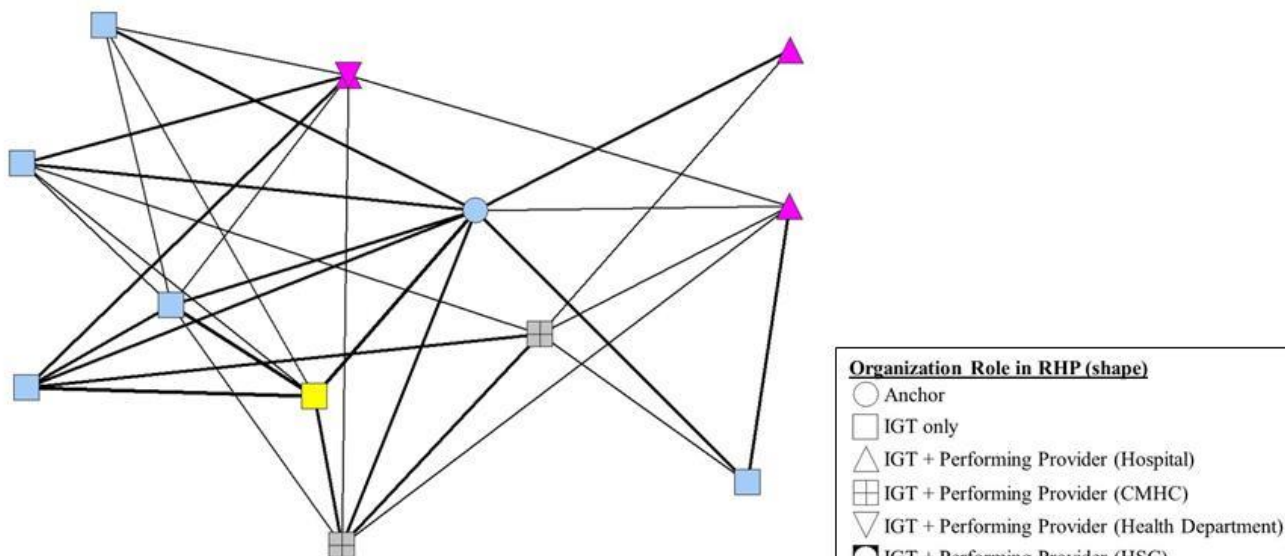 Organization Role in RHP (shape)
Anchor
IGT only
IGT + Performing Provider (Hospital)
IGT + Performing Provider (CMHC)
IGT + Performing Provider (Health Department)
IGT + Performing Provider (HSC)